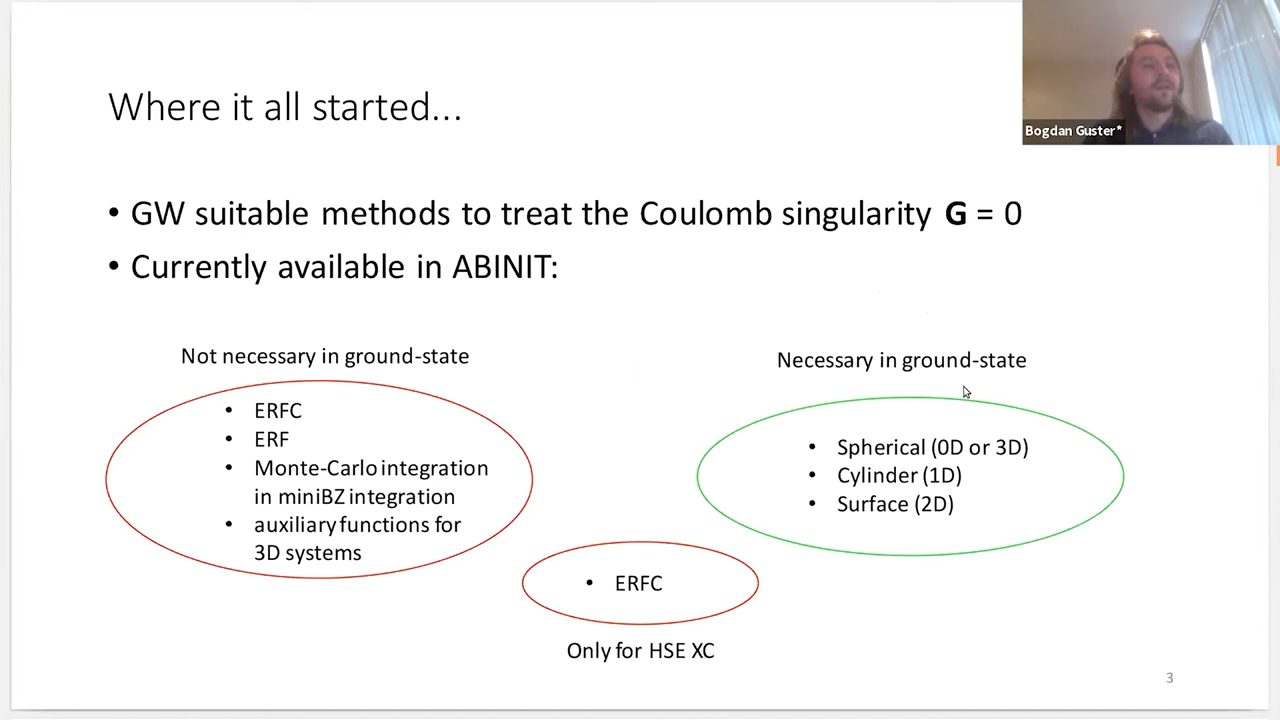 Bogdan Guster*
Where it all started...
• GW suitable methods to treat the Coulomb singularity G = 0
• Currently available in ABINIT:
Not necessary in ground-state
• ERFC
• ERF
• Monte-Carlo integration
in miniBZ integration
• auxiliary functions for
3D systems
Necessary in ground-state
• Spherical (0D or 3D)
• Cylinder (1D)
• Surface (2D)
• ERFC
Only for HSE XC
3